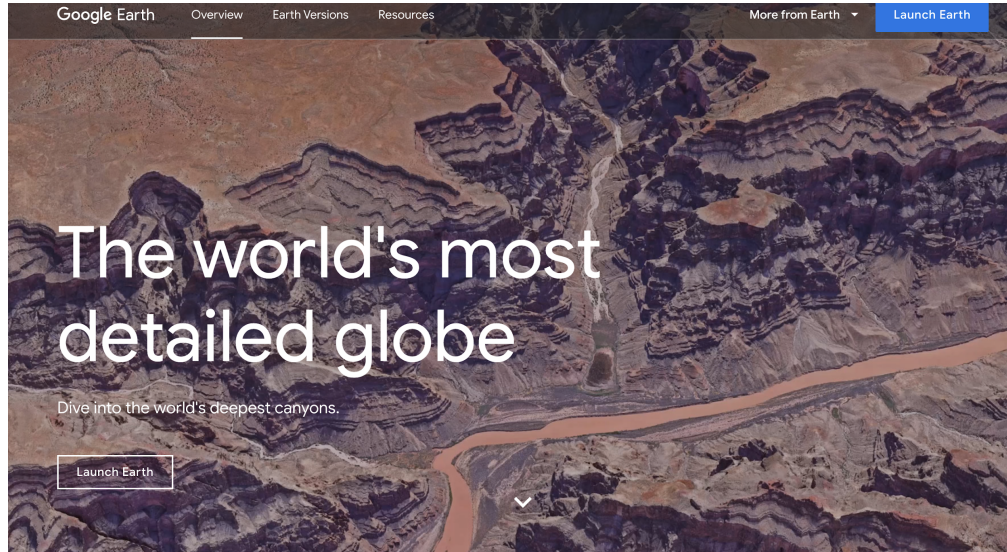 Google Earth Overview Earth Versions Resources More from Earth Launch Earth
The world's most
detailed globe
Dive into the world's deepest canyons.
Launch Earth